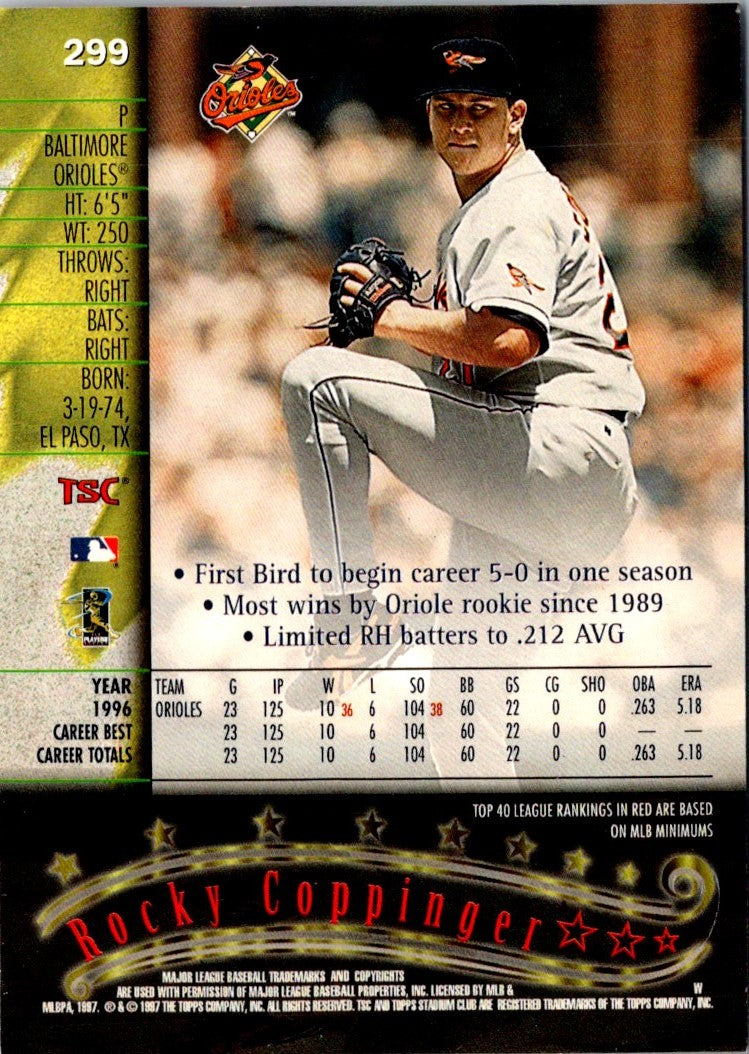 299
Orioles
P
BALTIMORE
ORIOLES®
HT: 6'5"
WT: 250
THROWS:
RIGHT
BATS:
RIGHT
BORN:
3-19-74,
EL PASO, TX
TSC®
• First Bird to begin career 5-0 in one season
• Most wins by Oriole rookie since 1989
• Limited RH batters to .212 AVG
YEAR TEAM G IP W L SO BB GS CG SHO OBA ERA
1996 ORIOLES 23 125 10 36 6 104 38 60 22 0 0 .263 5.18
CAREER BEST 23 125 10 6 104 60 22 0 0 — —
CAREER TOTALS 23 125 10 6 104 60 22 0 0 .263 5.18
TOP 40 LEAGUE RANKINGS IN RED ARE BASED
ON MLB MINIMUMS
Rocky Coppinger
MAJOR LEAGUE BASEBALL TRADEMARKS AND COPYRIGHTS
ARE USED WITH PERMISSION OF MAJOR LEAGUE BASEBALL PROPERTIES, INC. LICENSED BY MLB & W
MLBPA, 1997. ® & © 1997 THE TOPPS COMPANY, INC. ALL RIGHTS RESERVED. TSC AND TOPPS STADIUM CLUB ARE REGISTERED TRADEMARKS OF THE TOPPS COMPANY, INC.